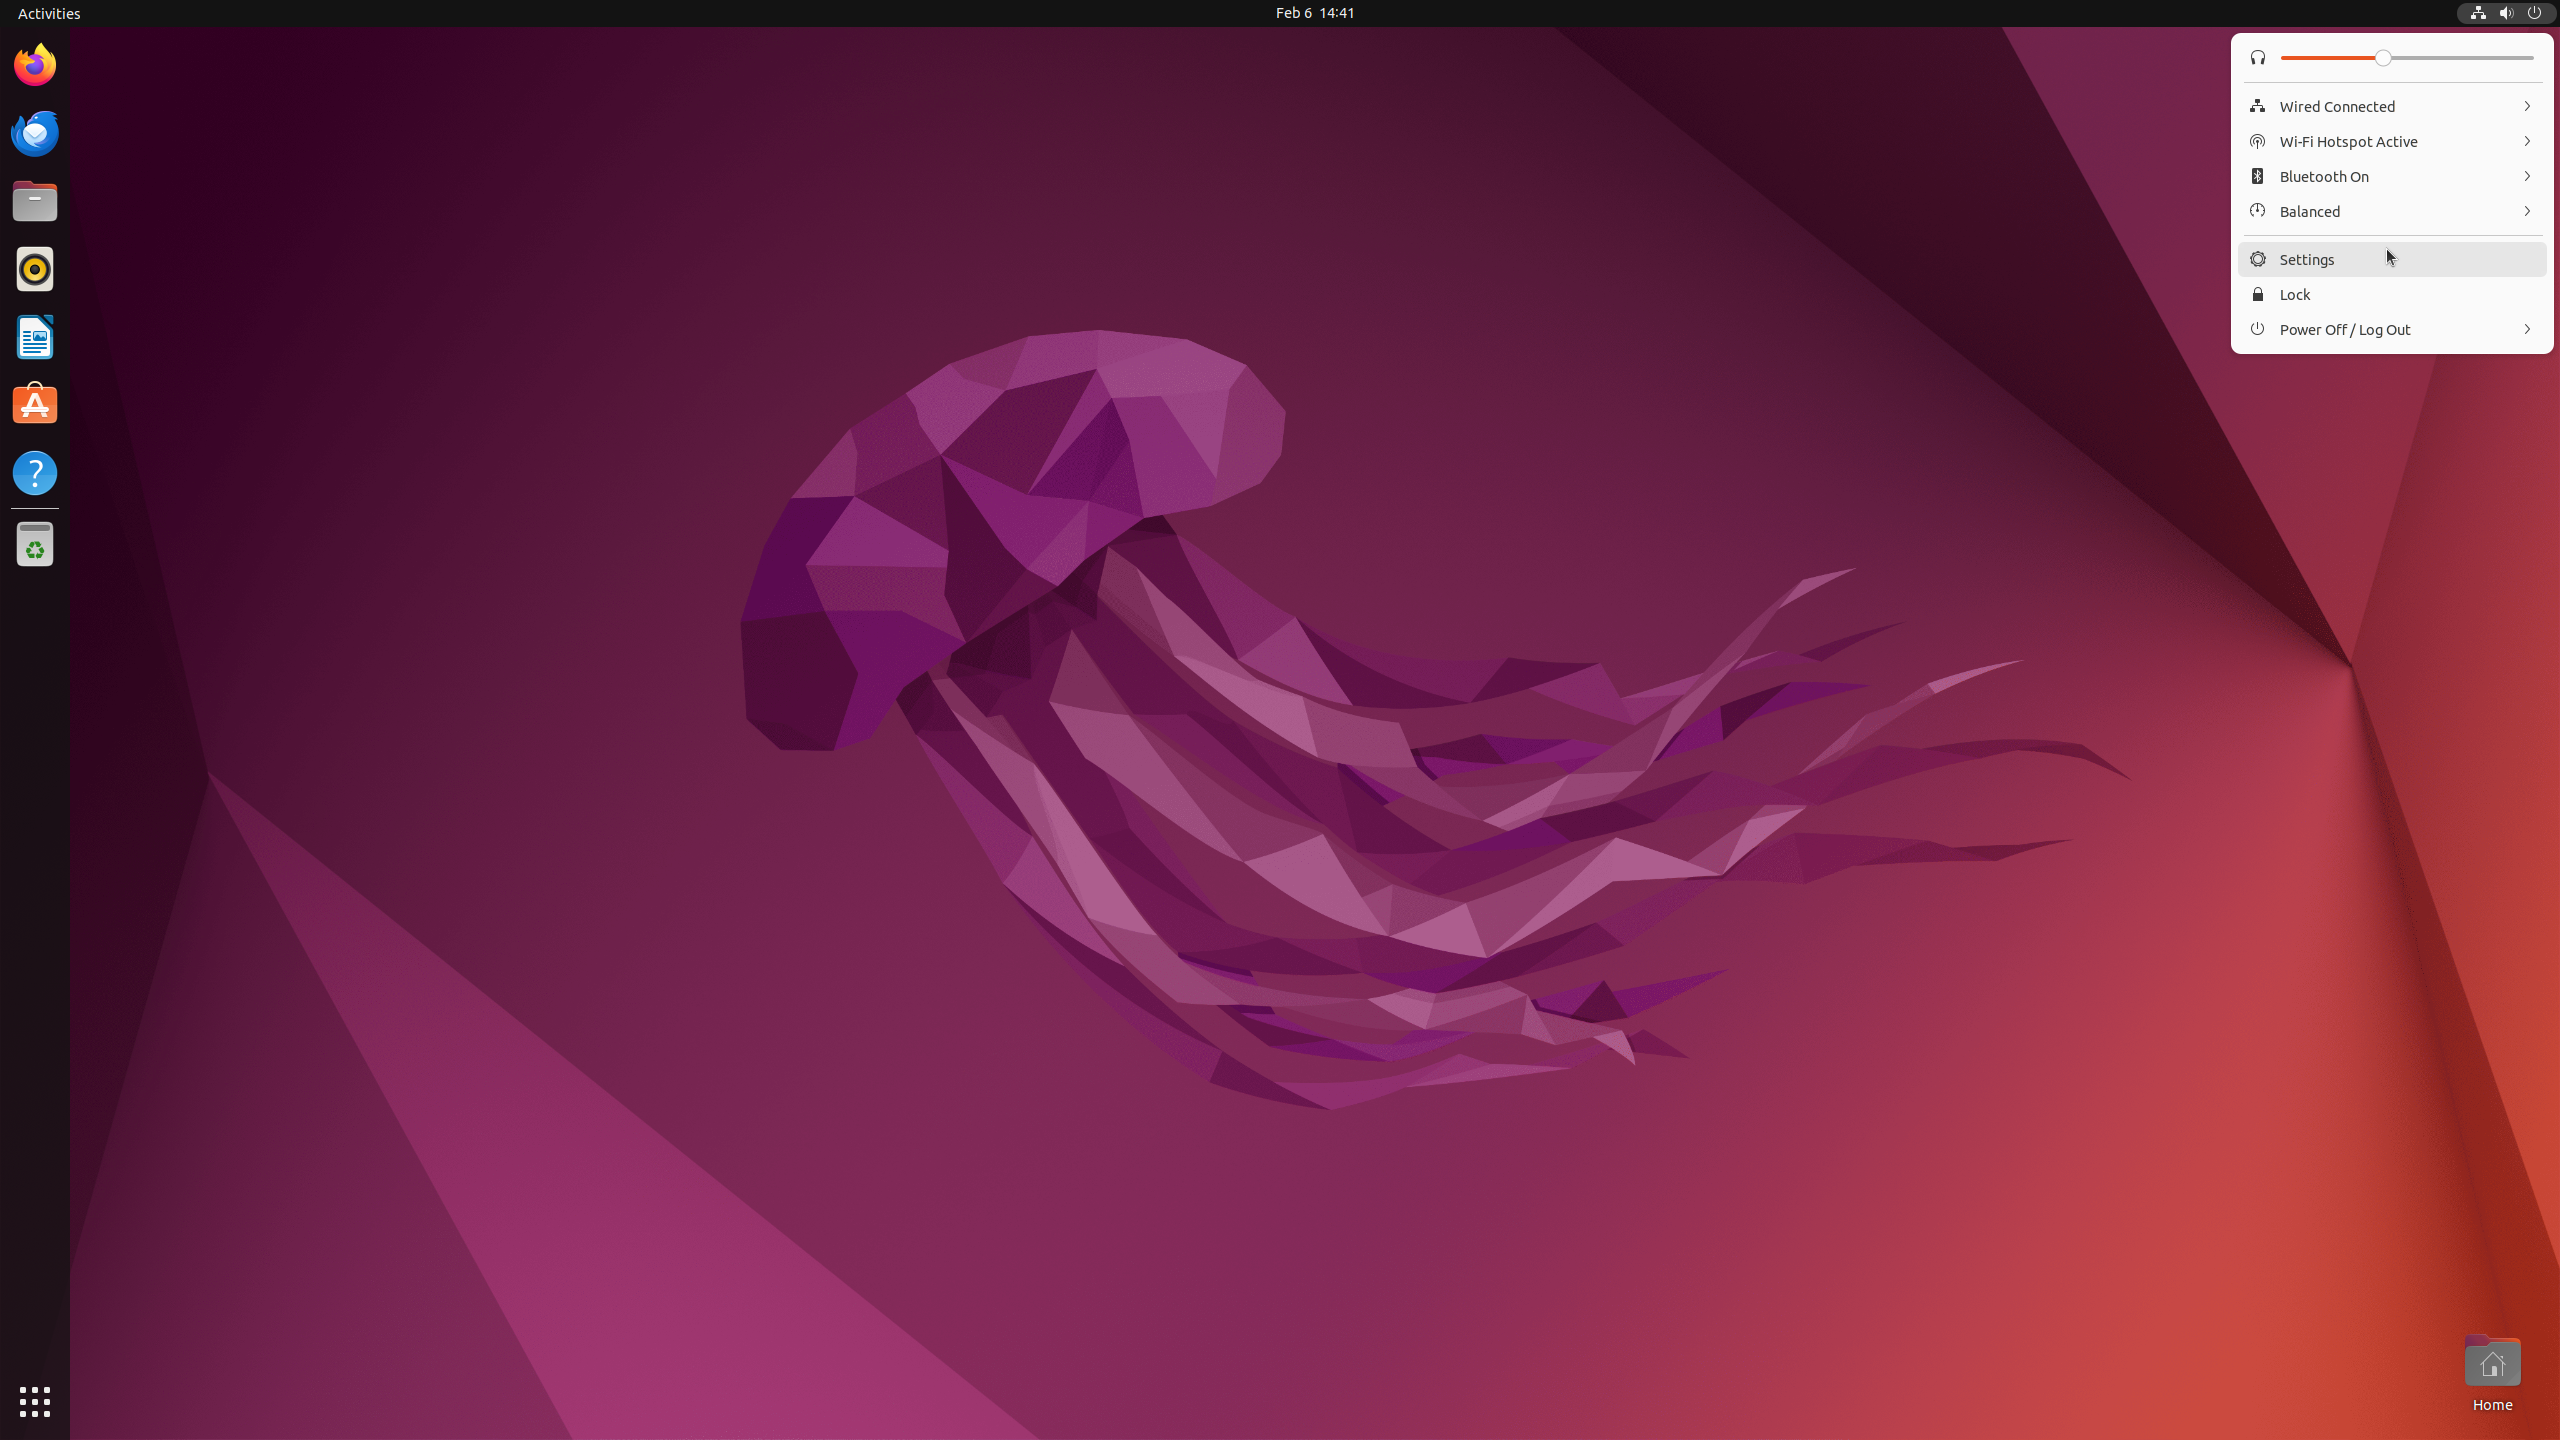 Activities
Feb 6 14:41
Wired Connected
Wi-Fi Hotspot Active
Bluetooth On
Balanced
Settings
Lock
Power Off / Log Out
Home